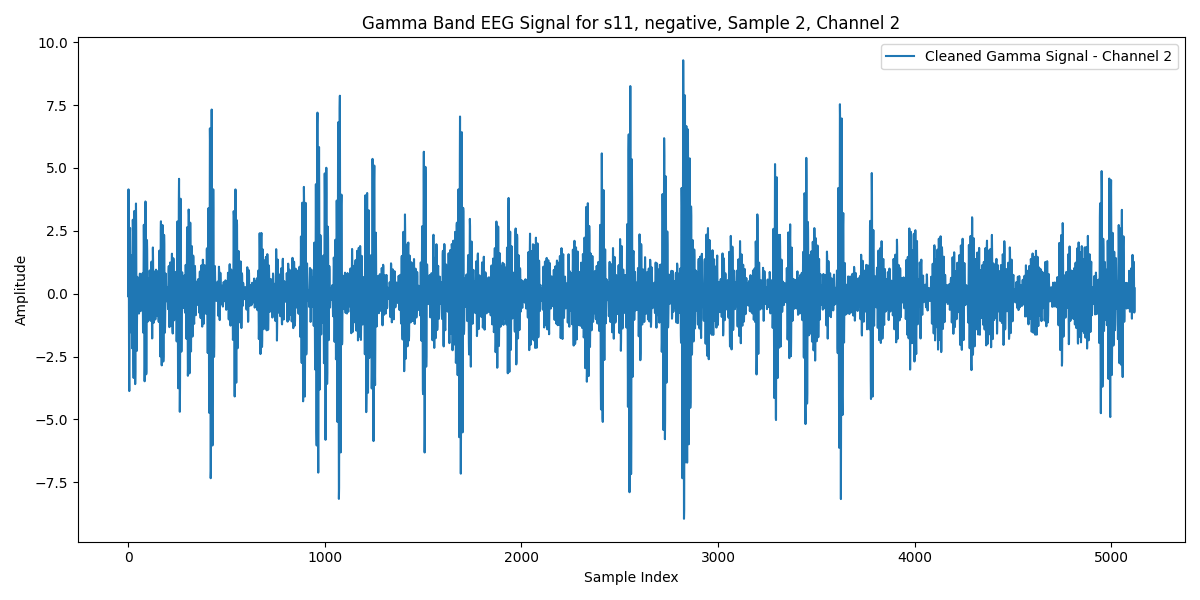 Gamma Band EEG Signal for s11, negative, Sample 2, Channel 2
Cleaned Gamma Signal - Channel 2
Amplitude
10.0
7.5
5.0
2.5
0.0
−2.5
−5.0
−7.5
0 1000 2000 3000 4000 5000
Sample Index